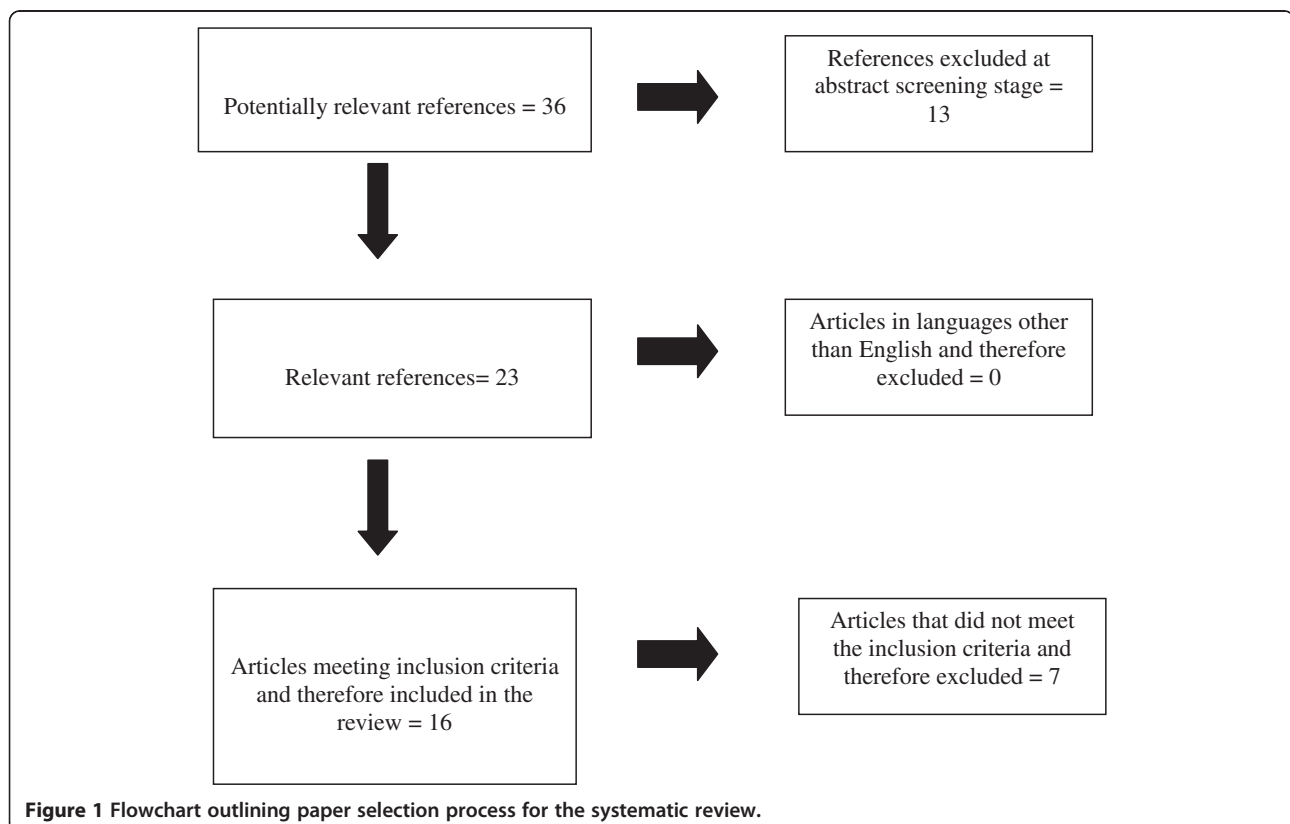 Potentially relevant references = 36
References excluded at
abstract screening stage =
13
Relevant references= 23
Articles in languages other
than English and therefore
excluded = 0
Articles meeting inclusion criteria
and therefore included in the
review = 16
Articles that did not meet
the inclusion criteria and
therefore excluded = 7
Figure 1 Flowchart outlining paper selection process for the systematic review.